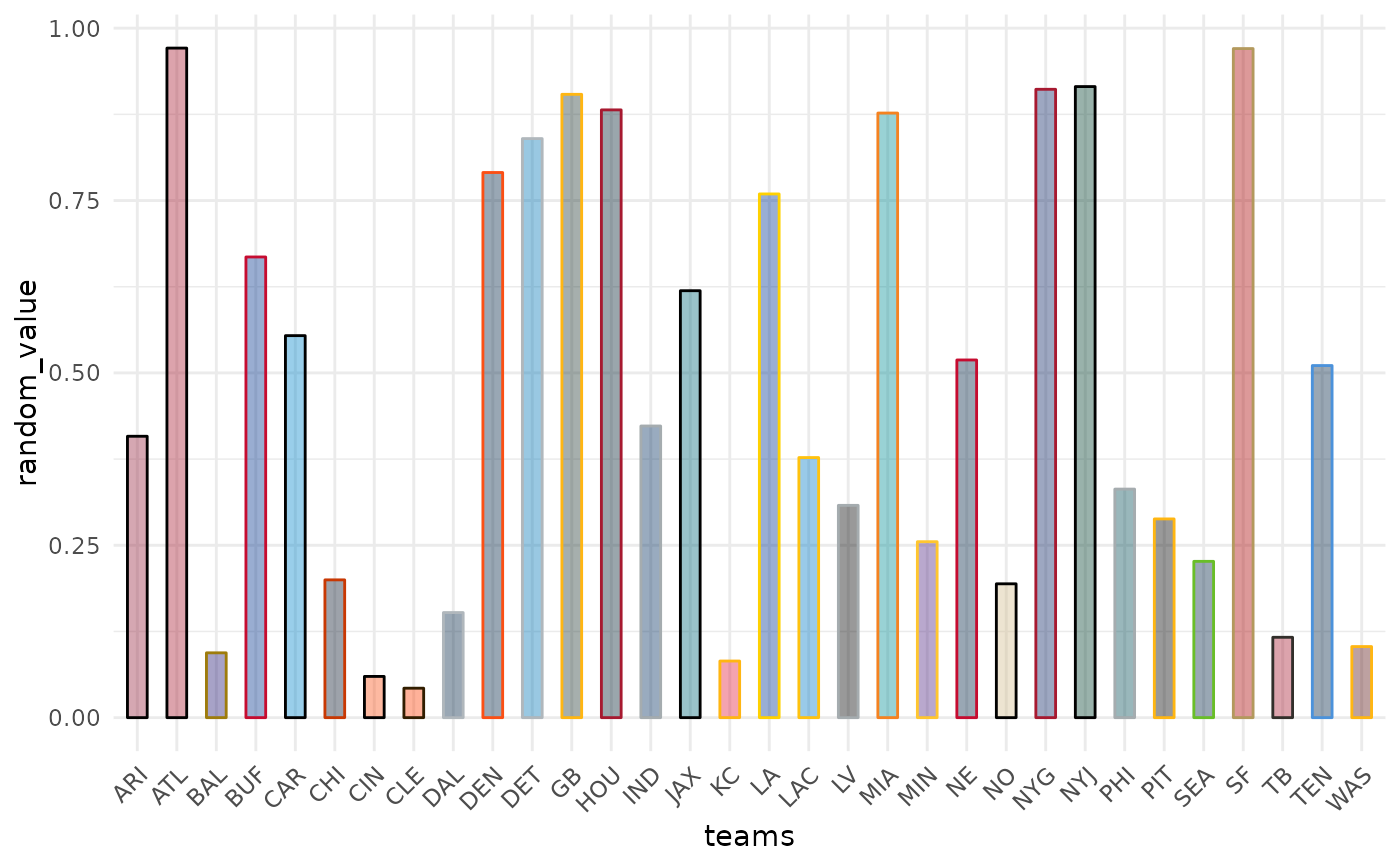 1.00
0.75
0.50
0.25
0.00
random_value
ARI ATL BAL BUF CAR CHI CIN CLE DAL DEN DET GB HOU IND JAX KC LA LAC LV MIA MIN NE NO NYG NYJ PHI PIT SEA SF TB TEN WAS
teams